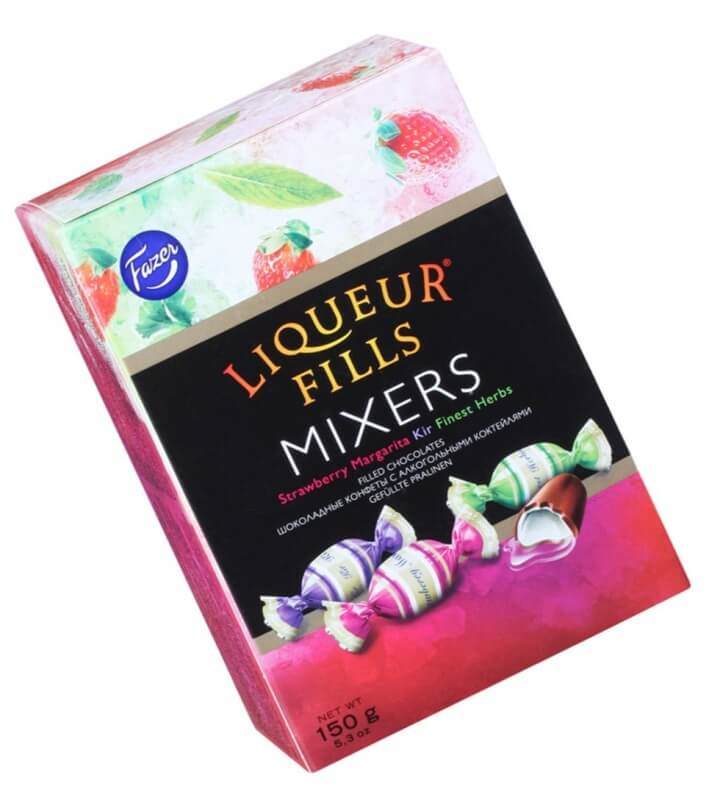 Fazer
LIQUEUR®
FILLS
MIXERS
Strawberry Margarita Kir Finest Herbs
FILLED CHOCOLATES
ШОКОЛАДНЫЕ КОНФЕТЫ С АЛКОГОЛЬНЫМИ КОКТЕЙЛЯМИ
GEFÜLLTE PRALINEN
NET WT
150 g
5,3 oz